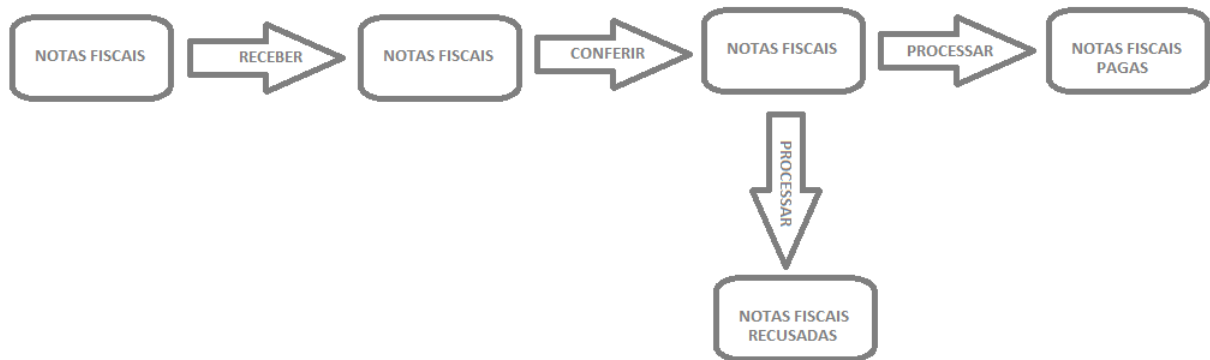 NOTAS FISCAIS
RECEBER
NOTAS FISCAIS
CONFERIR
NOTAS FISCAIS
PROCESSAR
NOTAS FISCAIS
PAGAS
PROCESSAR
NOTAS FISCAIS
RECUSADAS